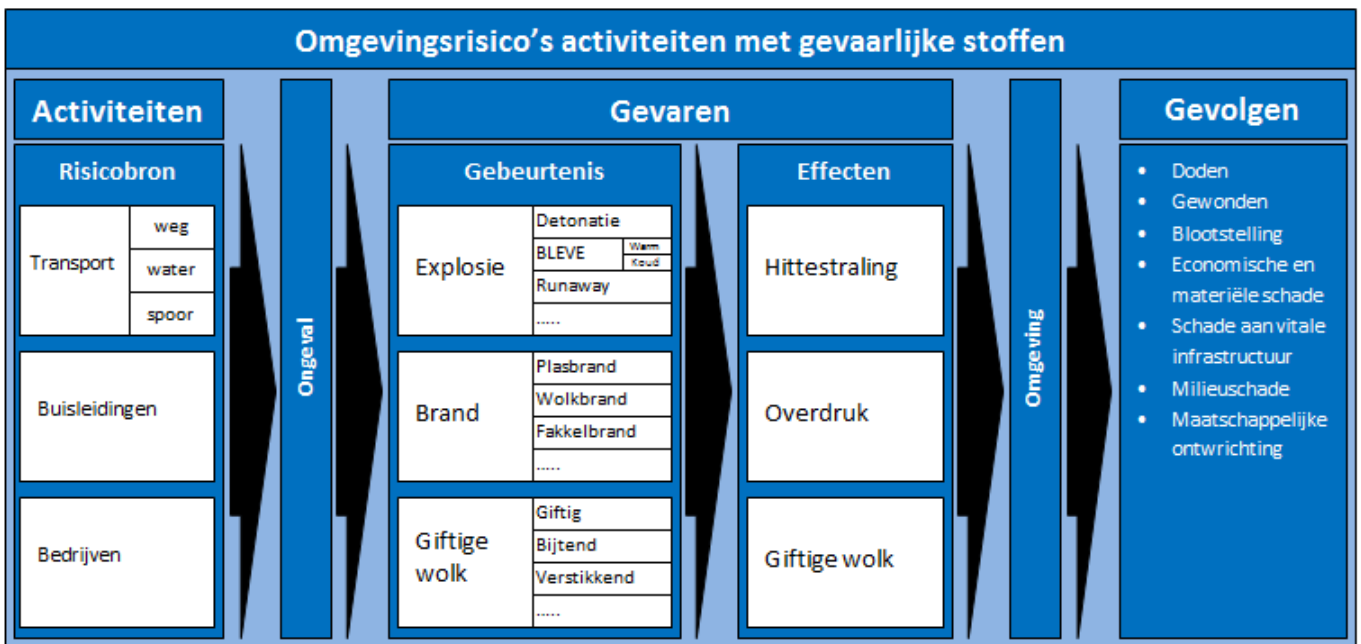 Omgevingsrisico's activiteiten met gevaarlijke stoffen
Activiteiten
Risicobron
Transport
weg
water
spoor
Buisleidingen
Bedrijven
Ongeval
Gevaren
Gebeurtenis
Explosie
Detonatie
BLEVE
Warm
Koud
Runaway
.....
Brand
Plasbrand
Wolkbrand
Fakkelbrand
.....
Giftige
wolk
Giftig
Bijtend
Verstikkend
.....
Effecten
Hittestraling
Overdruk
Giftige wolk
Omgeving
Gevolgen
• Doden
• Gewonden
• Blootstelling
• Economische en
materiële schade
• Schade aan vitale
infrastructuur
• Milieuschade
• Maatschappelijke
ontwrichting